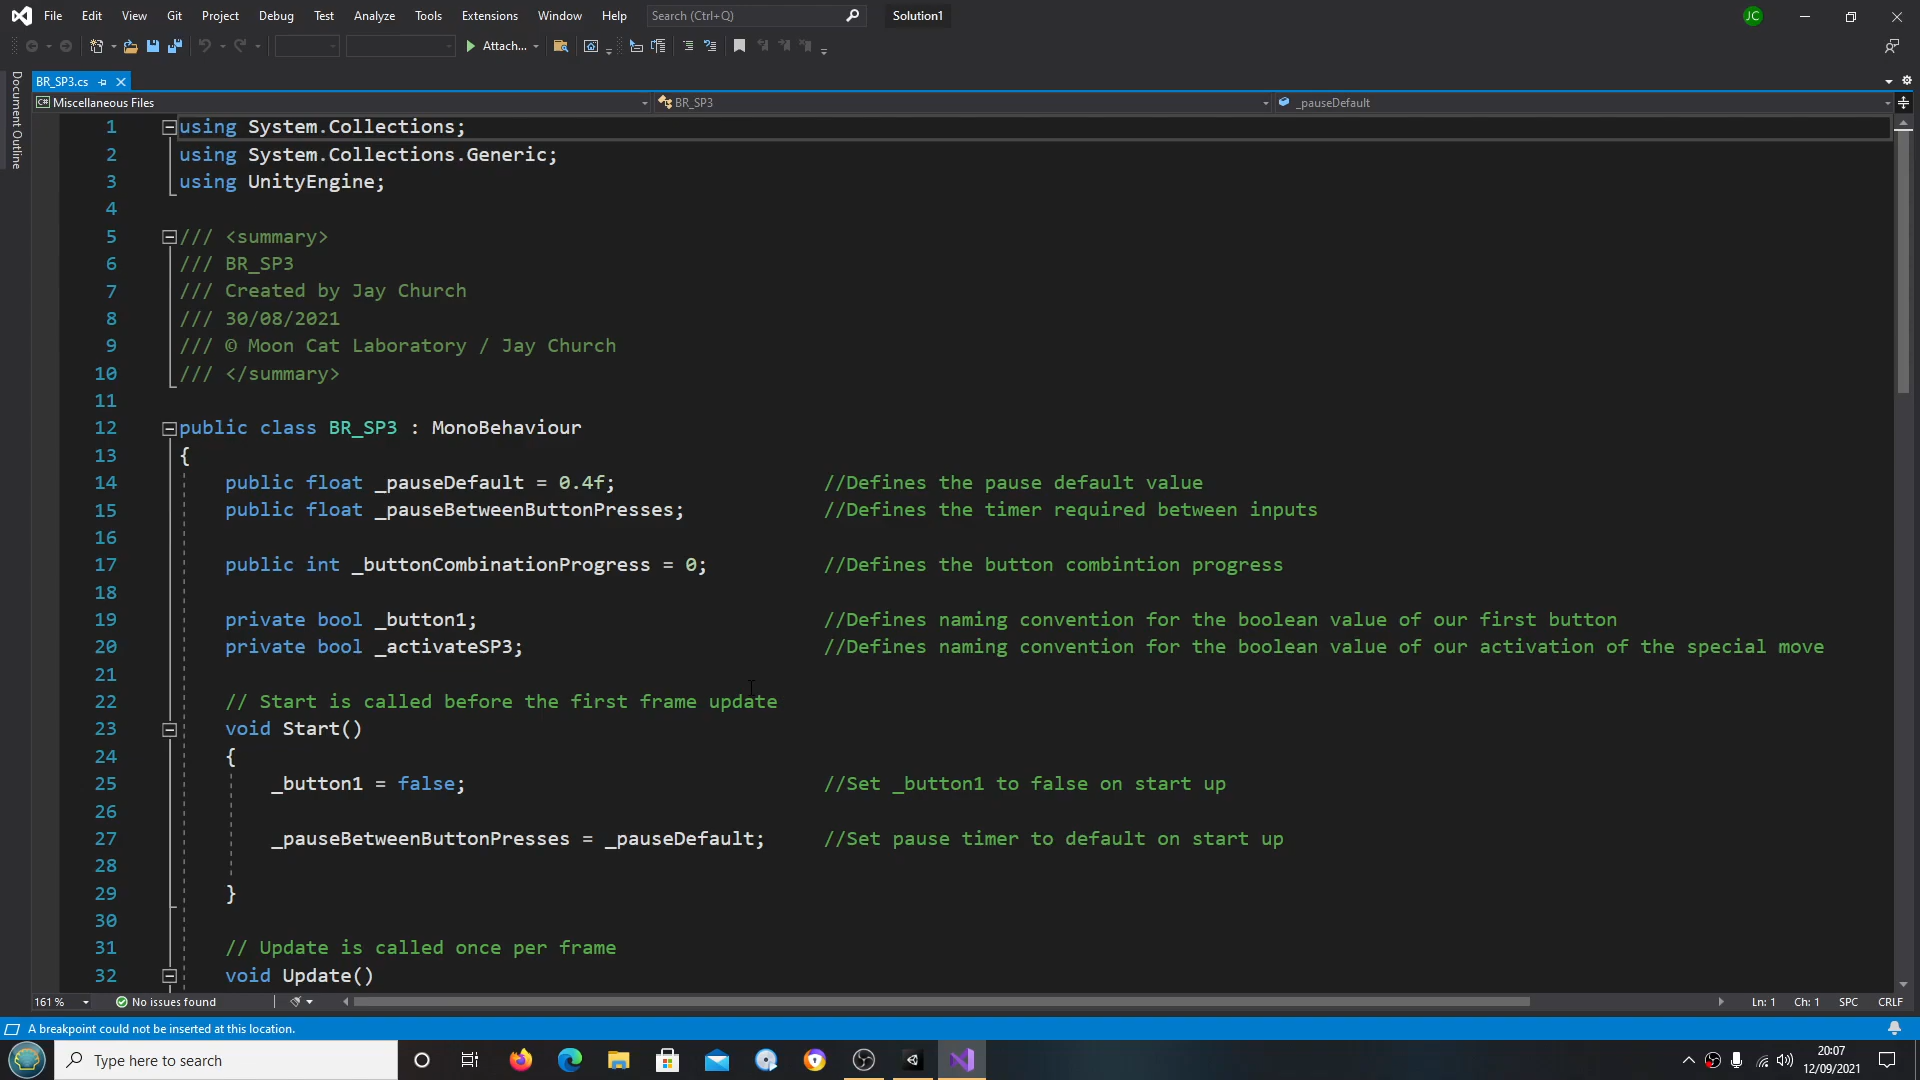 File Edit View Git Project Debug Test Analyze Tools Extensions Window Help Search (Ctrl+Q) Solution1 JC
Attach...
BR_SP3.cs
Document Outline
C# Miscellaneous Files BR_SP3 _pauseDefault
1 using System.Collections;
2 using System.Collections.Generic;
3 using UnityEngine;
4
5 /// <summary>
6 /// BR_SP3
7 /// Created by Jay Church
8 /// 30/08/2021
9 /// © Moon Cat Laboratory / Jay Church
10 /// </summary>
11
12 public class BR_SP3 : MonoBehaviour
13 {
14 public float _pauseDefault = 0.4f; //Defines the pause default value
15 public float _pauseBetweenButtonPresses; //Defines the timer required between inputs
16
17 public int _buttonCombinationProgress = 0; //Defines the button combintion progress
18
19 private bool _button1; //Defines naming convention for the boolean value of our first button
20 private bool _activateSP3; //Defines naming convention for the boolean value of our activation of the special move
21
22 // Start is called before the first frame update
23 void Start()
24 {
25 _button1 = false; //Set _button1 to false on start up
26
27 _pauseBetweenButtonPresses = _pauseDefault; //Set pause timer to default on start up
28
29 }
30
31 // Update is called once per frame
32 void Update()
161 % No issues found Ln: 1 Ch: 1 SPC CRLF
A breakpoint could not be inserted at this location.
Type here to search 20:07
12/09/2021